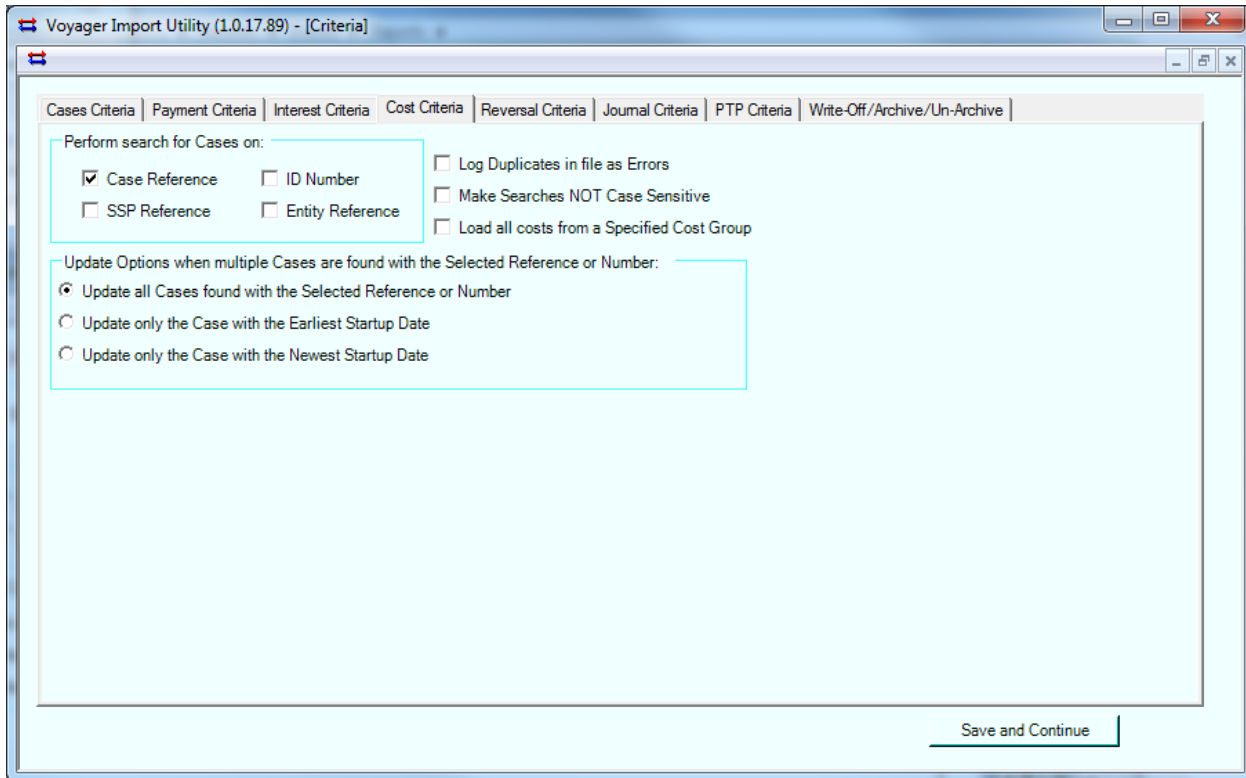 Voyager Import Utility (1.0.17.89) - [Criteria]
Cases Criteria Payment Criteria Interest Criteria Cost Criteria Reversal Criteria Journal Criteria PTP Criteria Write-Off/Archive/Un-Archive
Perform search for Cases on:
Case Reference ID Number
SSP Reference Entity Reference
Log Duplicates in file as Errors
Make Searches NOT Case Sensitive
Load all costs from a Specified Cost Group
Update Options when multiple Cases are found with the Selected Reference or Number:
Update all Cases found with the Selected Reference or Number
Update only the Case with the Earliest Startup Date
Update only the Case with the Newest Startup Date
Save and Continue